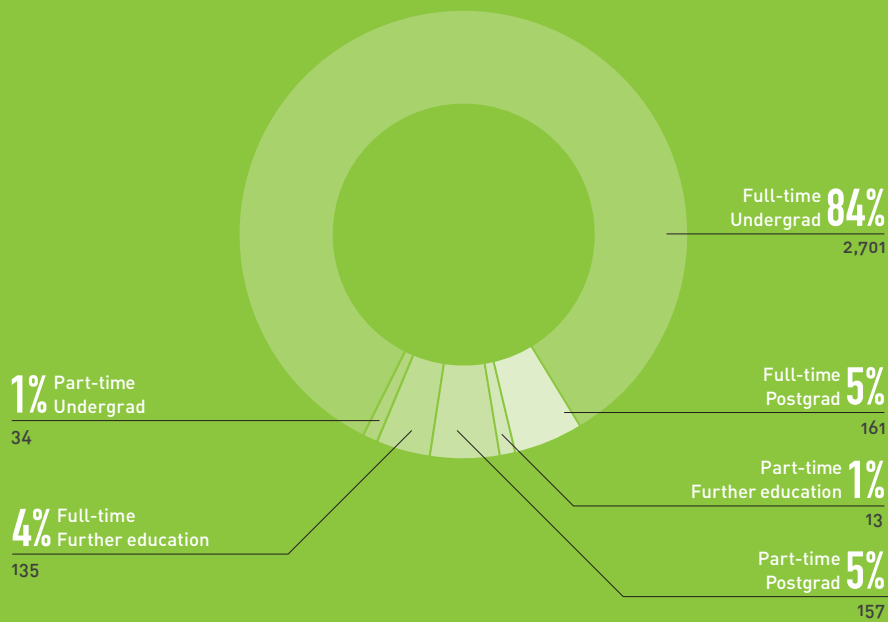 Full-time
Undergrad 84%
2,701
1% Part-time
Undergrad
34
Full-time
Postgrad 5%
161
Part-time
Further education 1%
13
4% Full-time
Further education
135
Part-time
Postgrad 5%
157